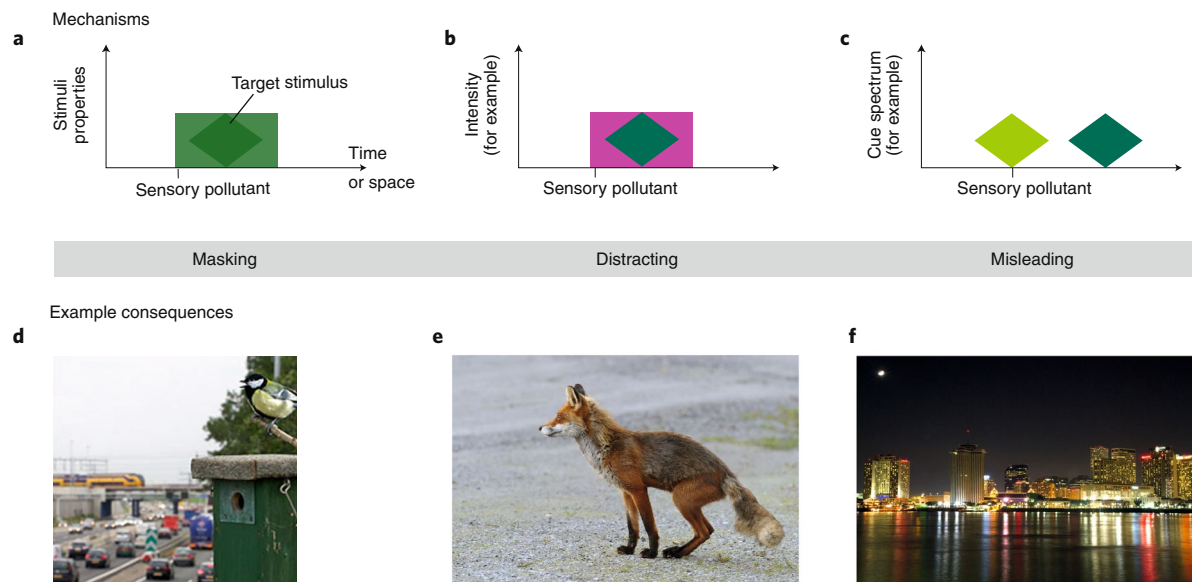 Mechanisms
a
Stimuli
properties
Target stimulus
Time
or space
Sensory pollutant
b
Intensity
(for example)
Sensory pollutant
c
Cue spectrum
(for example)
Sensory pollutant
Masking
Distracting
Misleading
Example consequences
d
e
f